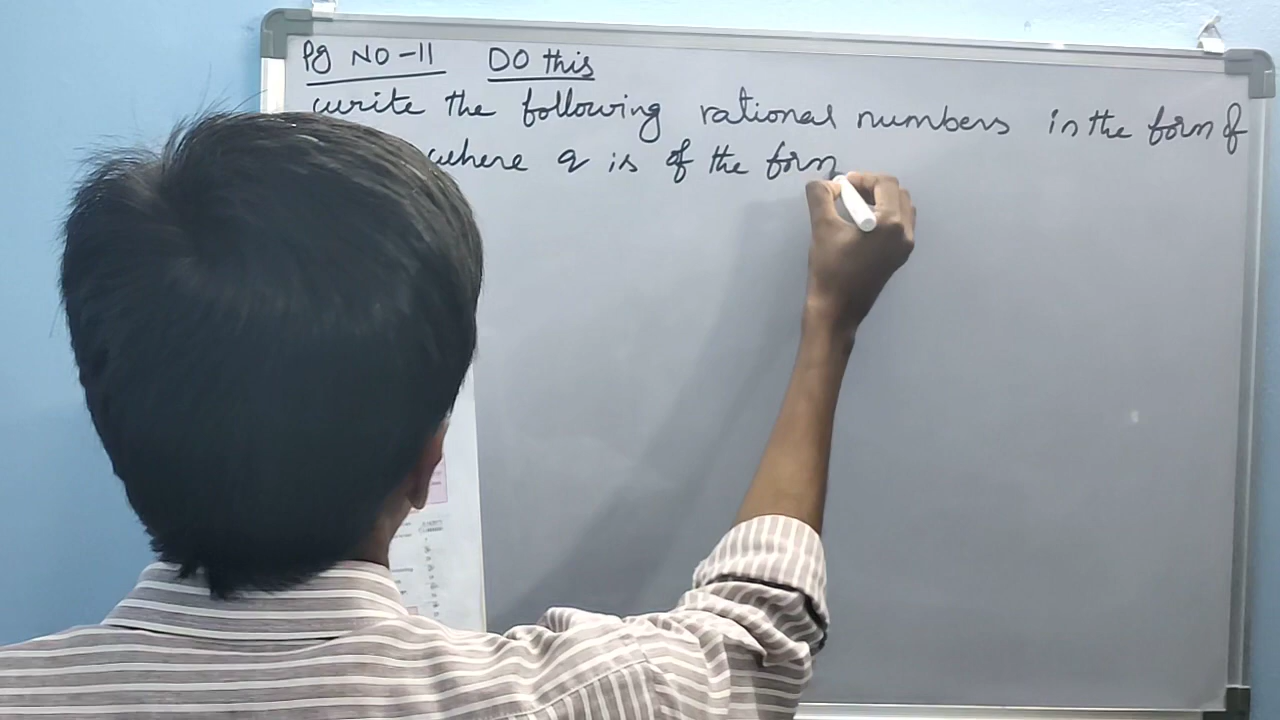 Pg NO-11 DO this
write the following rational numbers in the form of
where q is of the form